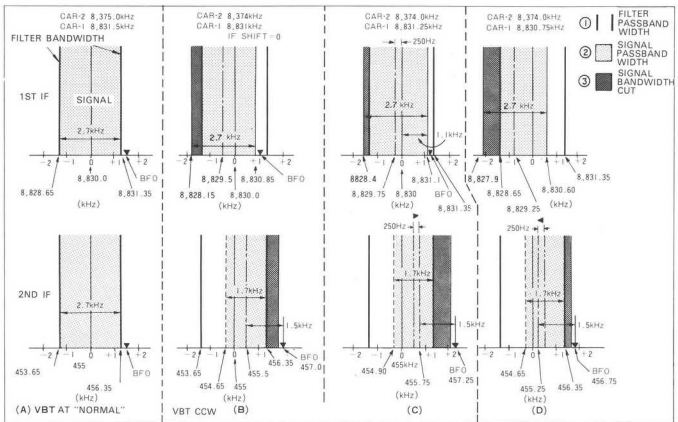 CAR-2 8,375.0kHz
CAR-1 8,831.5kHz
FILTER BANDWIDTH
1ST IF
SIGNAL
2.7kHz
-2 -1 0 +1 +2
BFO
8,828.65
8,830.0
8,831.35
(kHz)
CAR-2 8,374kHz
CAR-1 8,831kHz
IF SHIFT=0
2.7 kHz
-2 -1 0 +1 +2
BFO
8,829.5
8,830.85
8,828.15
8,830.0
(kHz)
CAR-2 8,374.0kHz
CAR-1 8,831.25kHz
250Hz
2.7 kHz
1.1kHz
-2 -1 0 +1 +2
8828.4
8,831.1
BFO
8,829.75
8,830
8,831.35
(kHz)
CAR-2 8,374.0kHz
CAR-1 8,830.75kHz
2.7 kHz
-2 -1 0 +1 +2
8,827.9
8,828.65
8,830.60
8,831.35
8,829.25
(kHz)
① FILTER PASSBAND WIDTH
② SIGNAL PASSBAND WIDTH
③ SIGNAL BANDWIDTH CUT
2ND IF
2.7kHz
-2 -1 0 +1 +2
BFO
453.65
455
456.35
(kHz)
(A) VBT AT "NORMAL"
1.7kHz
1.5kHz
-2 -1 0 +1 +2
BFO
453.65
454.65
455.5
456.35
457.0
455
(kHz)
VBT CCW (B)
250Hz
1.7kHz
1.5kHz
-2 -1 0 +1 +2
454.90
455kHz
BFO
455.75
457.25
(kHz)
(C)
250Hz
1.7kHz
1.5kHz
-2 -1 0 +1 +2
454.65
456.35
BFO
455.25
456.75
(kHz)
(D)